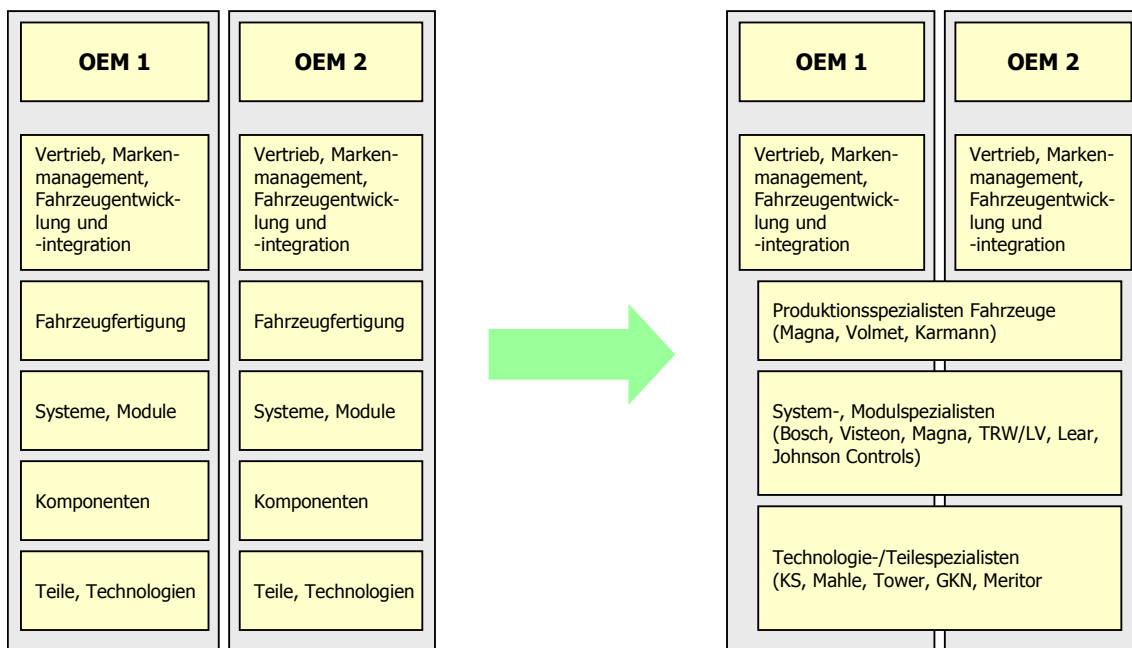 OEM 1
OEM 2
Vertrieb, Marken-
management,
Fahrzeugentwick-
lung und
-integration
Vertrieb, Marken-
management,
Fahrzeugentwick-
lung und
-integration
Fahrzeugfertigung
Fahrzeugfertigung
Systeme, Module
Systeme, Module
Komponenten
Komponenten
Teile, Technologien
Teile, Technologien
OEM 1
OEM 2
Vertrieb, Marken-
management,
Fahrzeugentwick-
lung und
-integration
Vertrieb, Marken-
management,
Fahrzeugentwick-
lung und
-integration
Produktionsspezialisten Fahrzeuge
(Magna, Volmet, Karmann)
System-, Modulspezialisten
(Bosch, Visteon, Magna, TRW/LV, Lear,
Johnson Controls)
Technologie-/Teilespezialisten
(KS, Mahle, Tower, GKN, Meritor